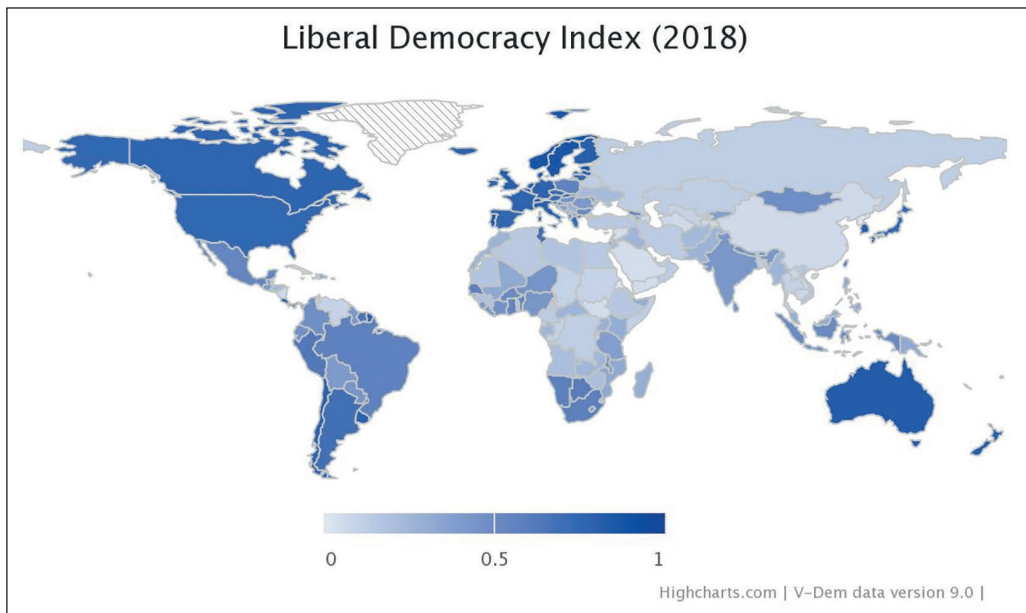 Liberal Democracy Index (2018)
0 0.5 1
Highcharts.com | V-Dem data version 9.0 |